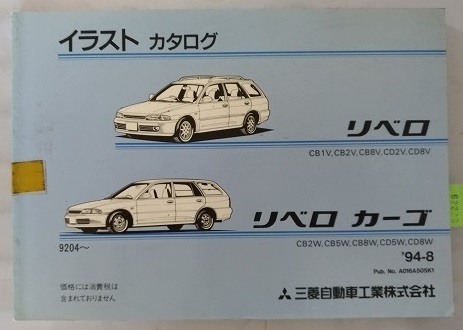 イラスト カタログ
リベロ
CB1V, CB2V, CB8V, CD2V, CD8V
リベロ カーゴ
CB2W, CB5W, CB8W, CD5W, CD8W
9204～
'94-8
Pub. No. A016A505K1
価格には消費税は
含まれておりません
三菱自動車工業株式会社